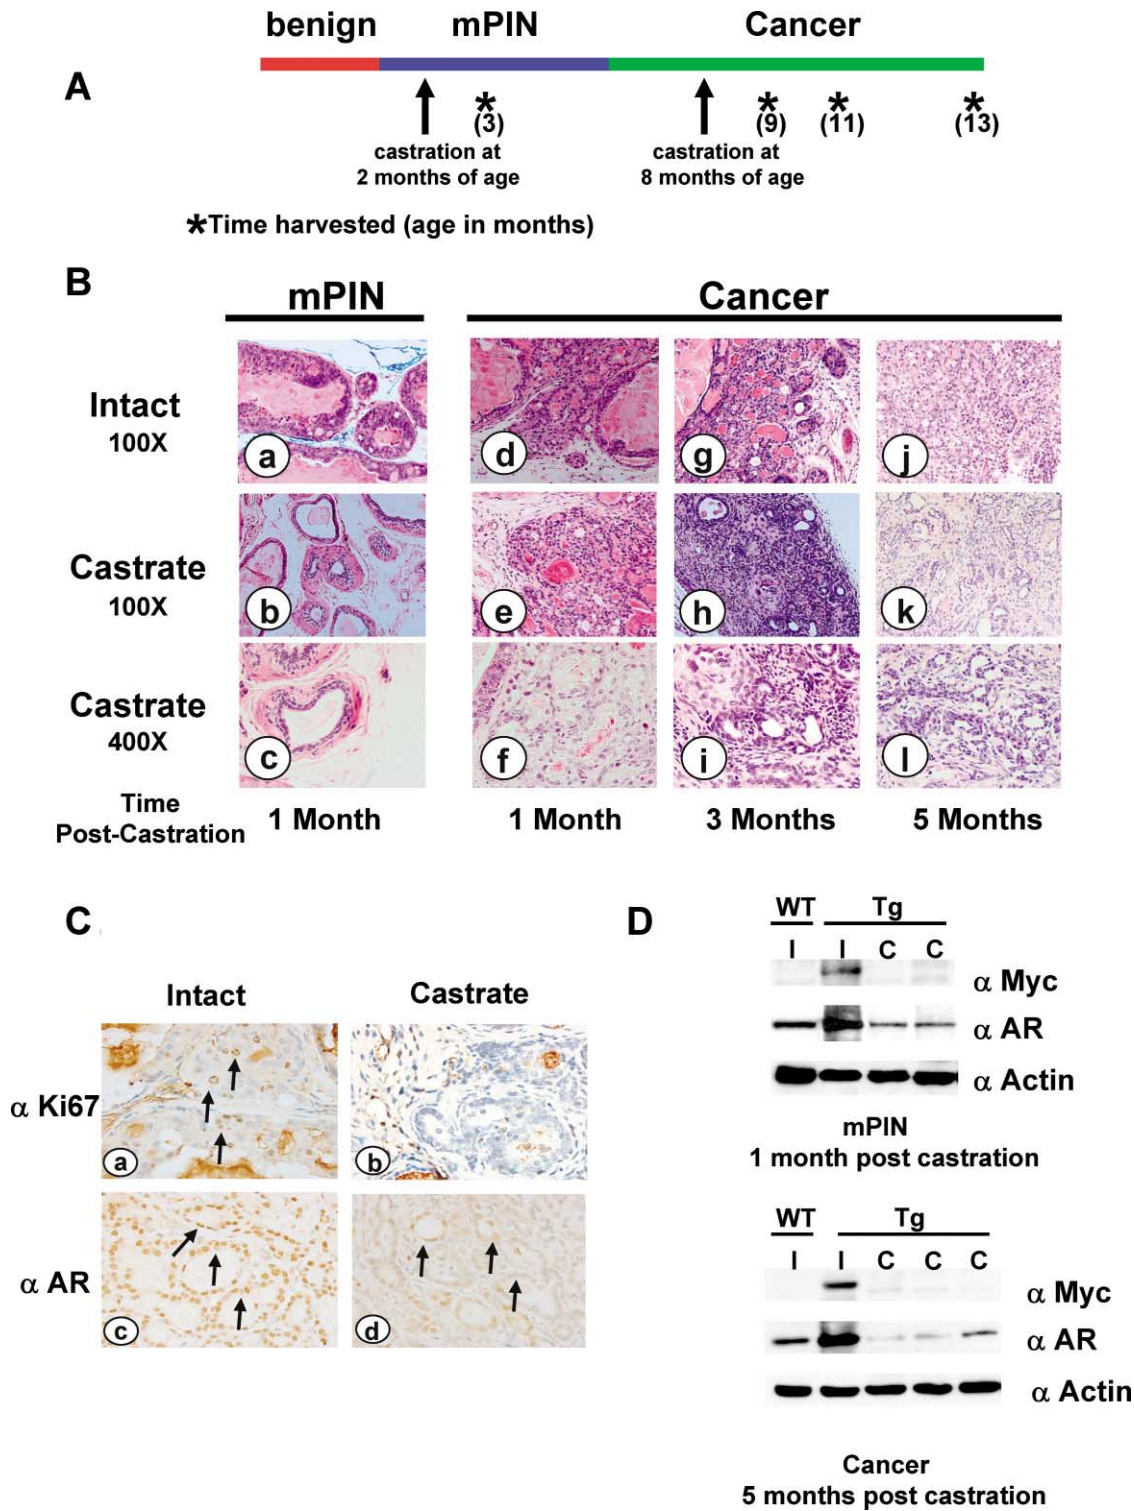 benign mPIN Cancer
A
* * * *
(3) (9) (11) (13)
castration at castration at
2 months of age 8 months of age
*Time harvested (age in months)
B
mPIN Cancer
Intact
100X
a d g j
Castrate
100X
b e h k
Castrate
400X
c f i l
Time
Post-Castration 1 Month 1 Month 3 Months 5 Months
C
Intact Castrate
α Ki67
a b
α AR
c d
D
WT Tg
I I C C
α Myc
α AR
α Actin
mPIN
1 month post castration
WT Tg
I I C C C
α Myc
α AR
α Actin
Cancer
5 months post castration